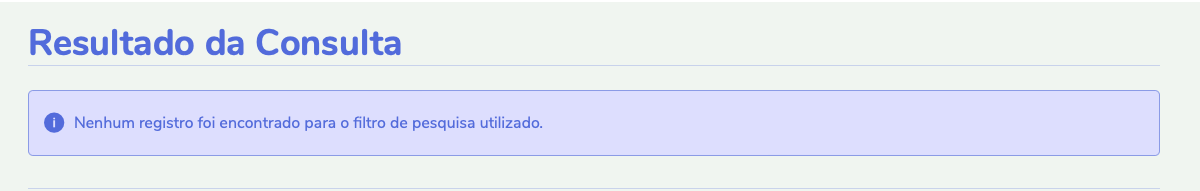 Resultado da Consulta
Nenhum registro foi encontrado para o filtro de pesquisa utilizado.